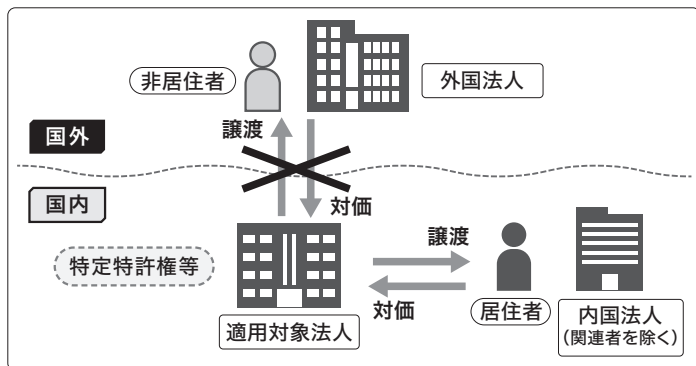 非居住者
外国法人
譲渡
国外
国内
対価
特定特許権等
譲渡
対価
適用対象法人
居住者
内国法人
(関連者を除く)